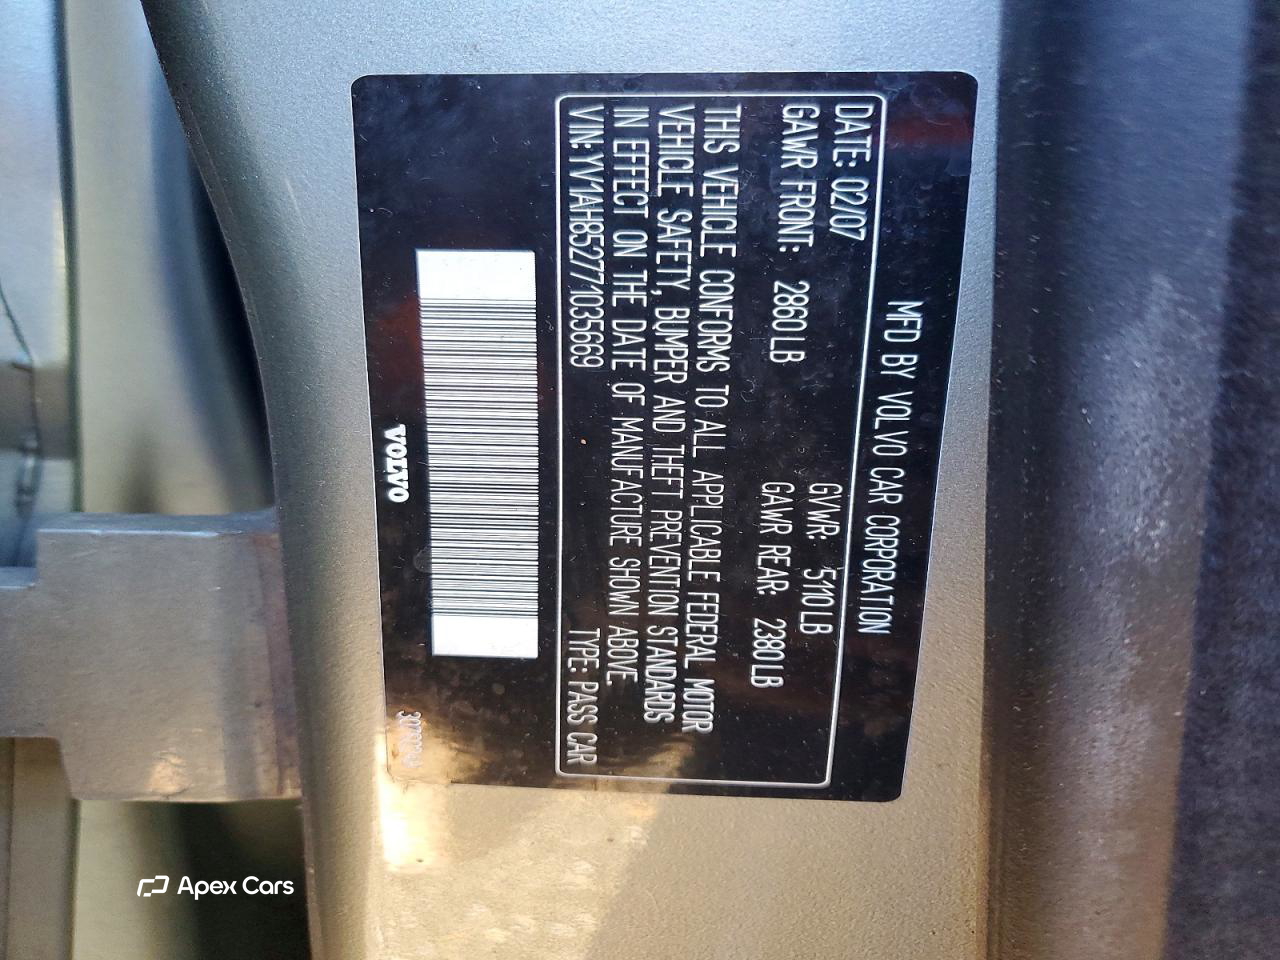 MFD BY VOLVO CAR CORPORATION
DATE: 02/07 GVWR: 5110 LB
GAWR FRONT: 2860 LB GAWR REAR: 2380 LB
THIS VEHICLE CONFORMS TO ALL APPLICABLE FEDERAL MOTOR
VEHICLE SAFETY, BUMPER AND THEFT PREVENTION STANDARDS
IN EFFECT ON THE DATE OF MANUFACTURE SHOWN ABOVE.
VIN: YV1AH852771035669 TYPE: PASS CAR
VOLVO
Apex Cars